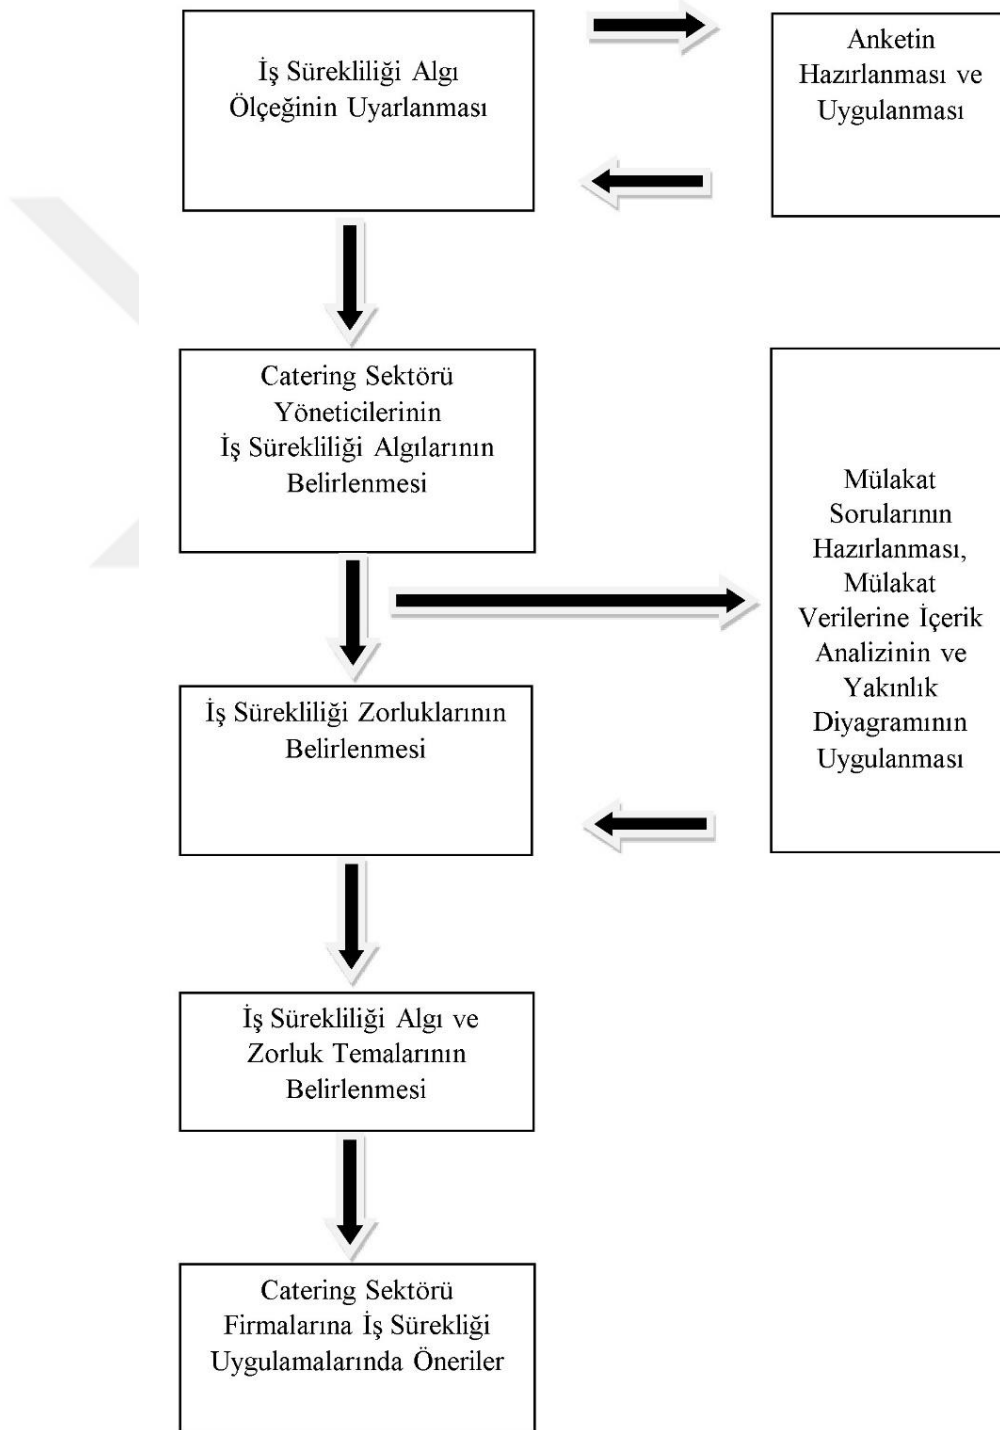 İş Sürekliliği Algı
Ölçeğinin Uyarlanması
Anketin
Hazırlanması ve
Uygulanması
Catering Sektörü
Yöneticilerinin
İş Sürekliliği Algılarının
Belirlenmesi
Mülakat
Sorularının
Hazırlanması,
Mülakat
Verilerine İçerik
Analizinin ve
Yakınlık
Diyagramının
Uygulanması
İş Sürekliliği Zorluklarının
Belirlenmesi
İş Sürekliliği Algı ve
Zorluk Temalarının
Belirlenmesi
Catering Sektörü
Firmalarına İş Sürekliği
Uygulamalarında Öneriler